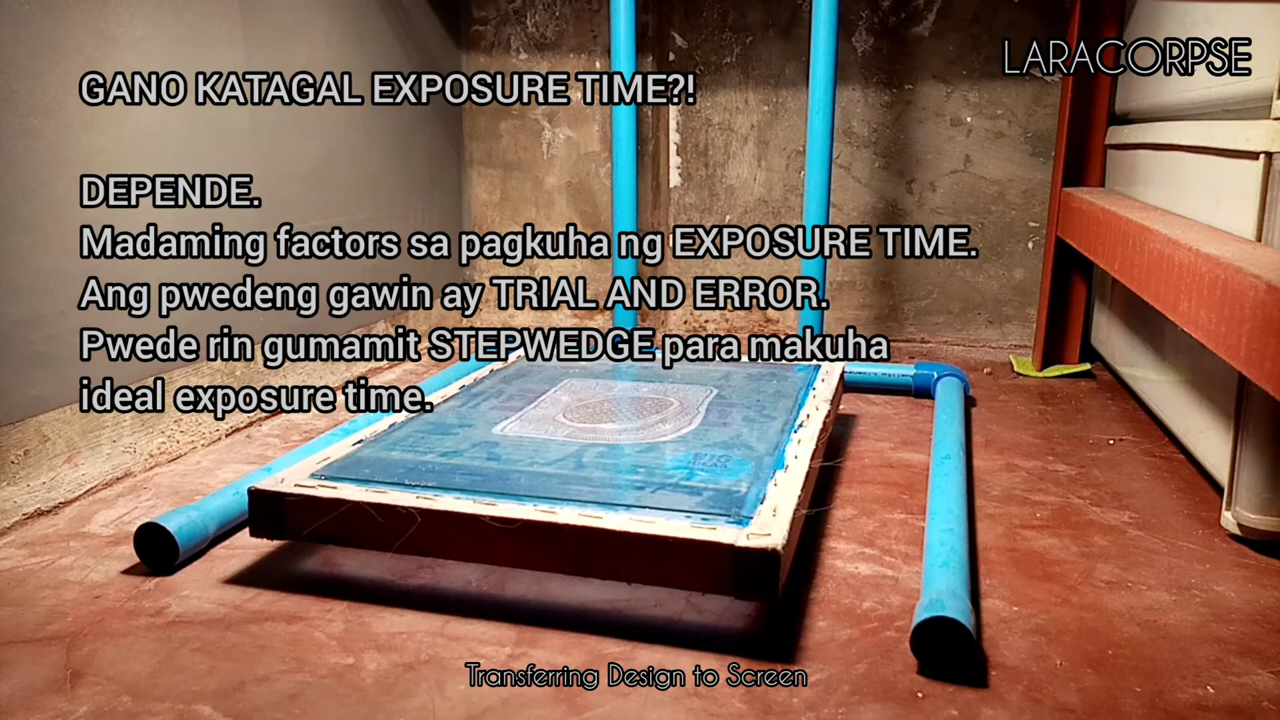 LARACORPSE
GANO KATAGAL EXPOSURE TIME?!
DEPENDE.
Madaming factors sa pagkuha ng EXPOSURE TIME.
Ang pwedeng gawin ay TRIAL AND ERROR.
Pwede rin gumamit STEPWEDGE para makuha
ideal exposure time.
Transferring Design to Screen